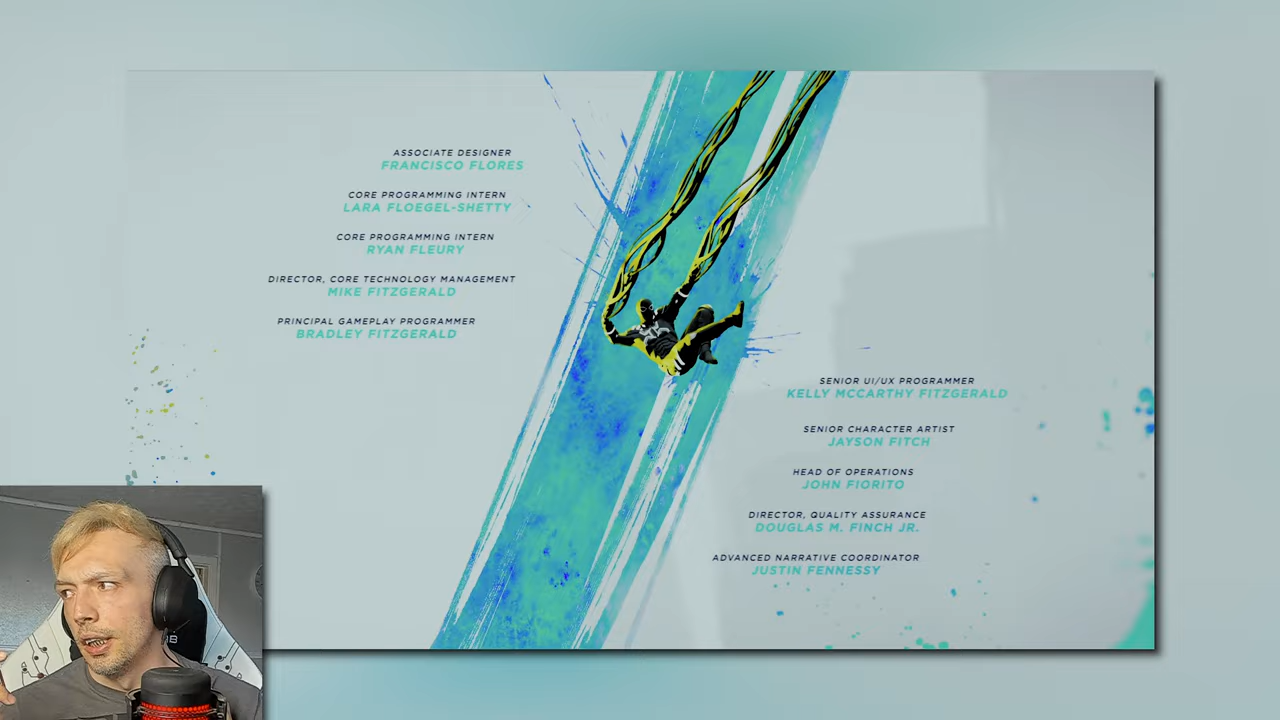 ASSOCIATE DESIGNER
FRANCISCO FLORES
CORE PROGRAMMING INTERN
LARA FLOEGEL-SHETTY
CORE PROGRAMMING INTERN
RYAN FLEURY
DIRECTOR, CORE TECHNOLOGY MANAGEMENT
MIKE FITZGERALD
PRINCIPAL GAMEPLAY PROGRAMMER
BRADLEY FITZGERALD
SENIOR UI/UX PROGRAMMER
KELLY MCCARTHY FITZGERALD
SENIOR CHARACTER ARTIST
JAYSON FITCH
HEAD OF OPERATIONS
JOHN FIORITO
DIRECTOR, QUALITY ASSURANCE
DOUGLAS M. FINCH JR.
ADVANCED NARRATIVE COORDINATOR
JUSTIN FENNESSY